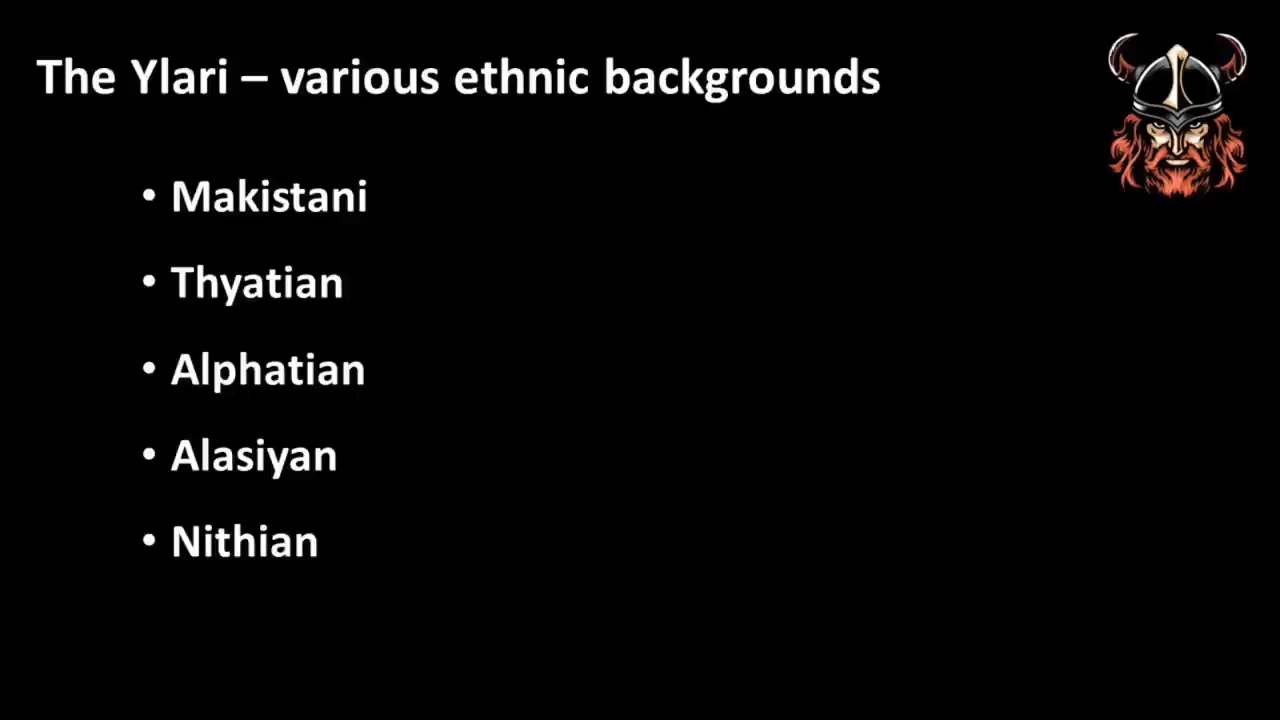 The Ylari – various ethnic backgrounds
• Makistani
• Thyatian
• Alphatian
• Alasiyan
• Nithian